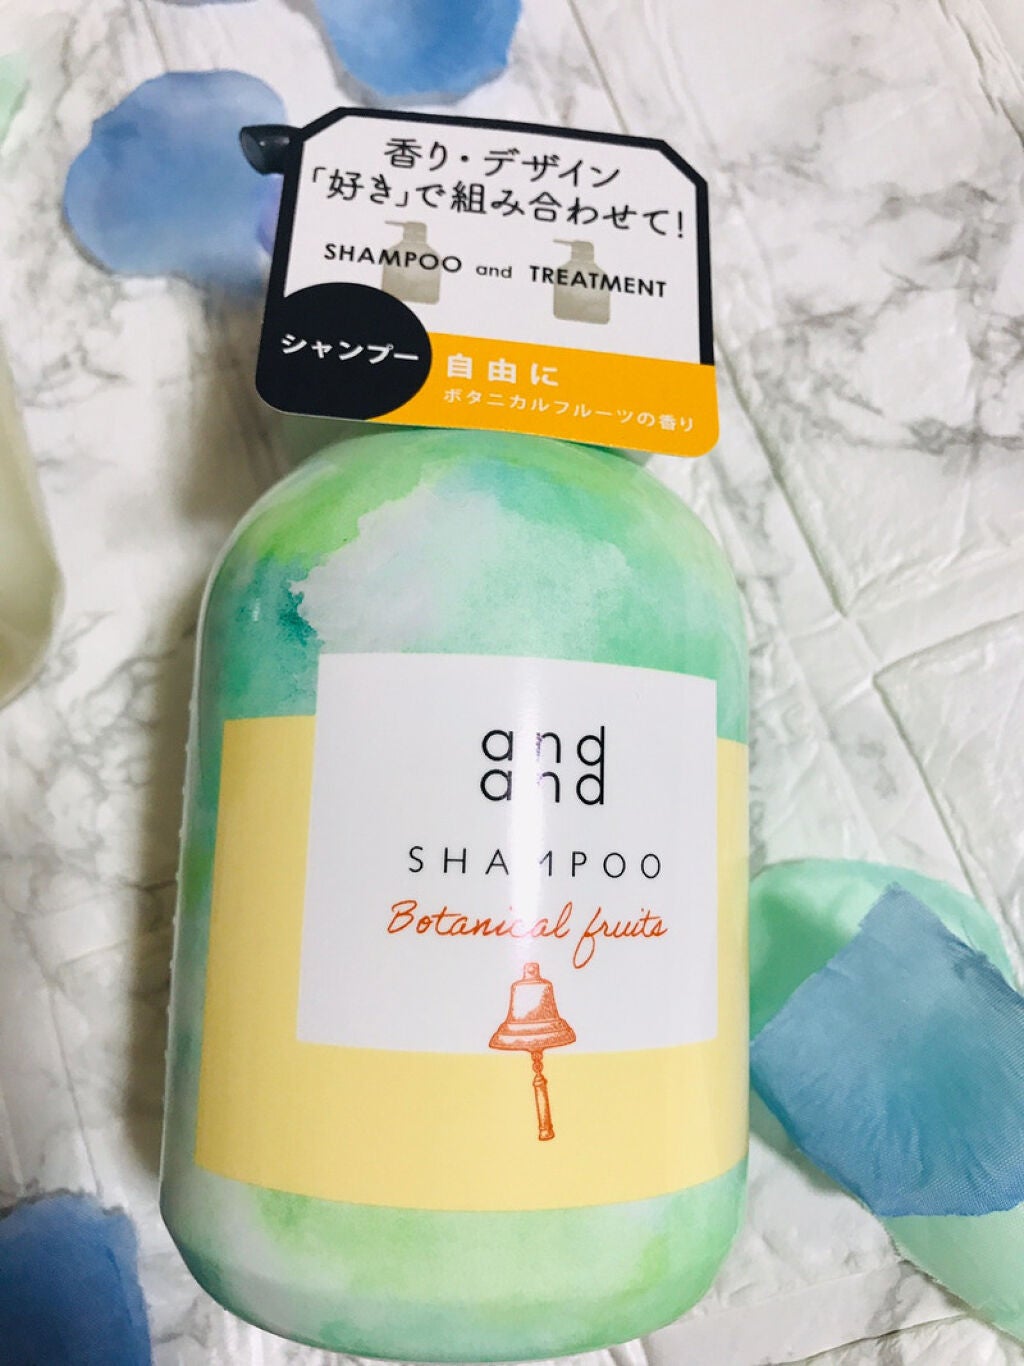 香り・デザイン
「好き」で組み合わせて!
SHAMPOO and TREATMENT
シャンプー
自由に
ボタニカルフルーツの香り
and
and
SHAMPOO
Botanical fruits